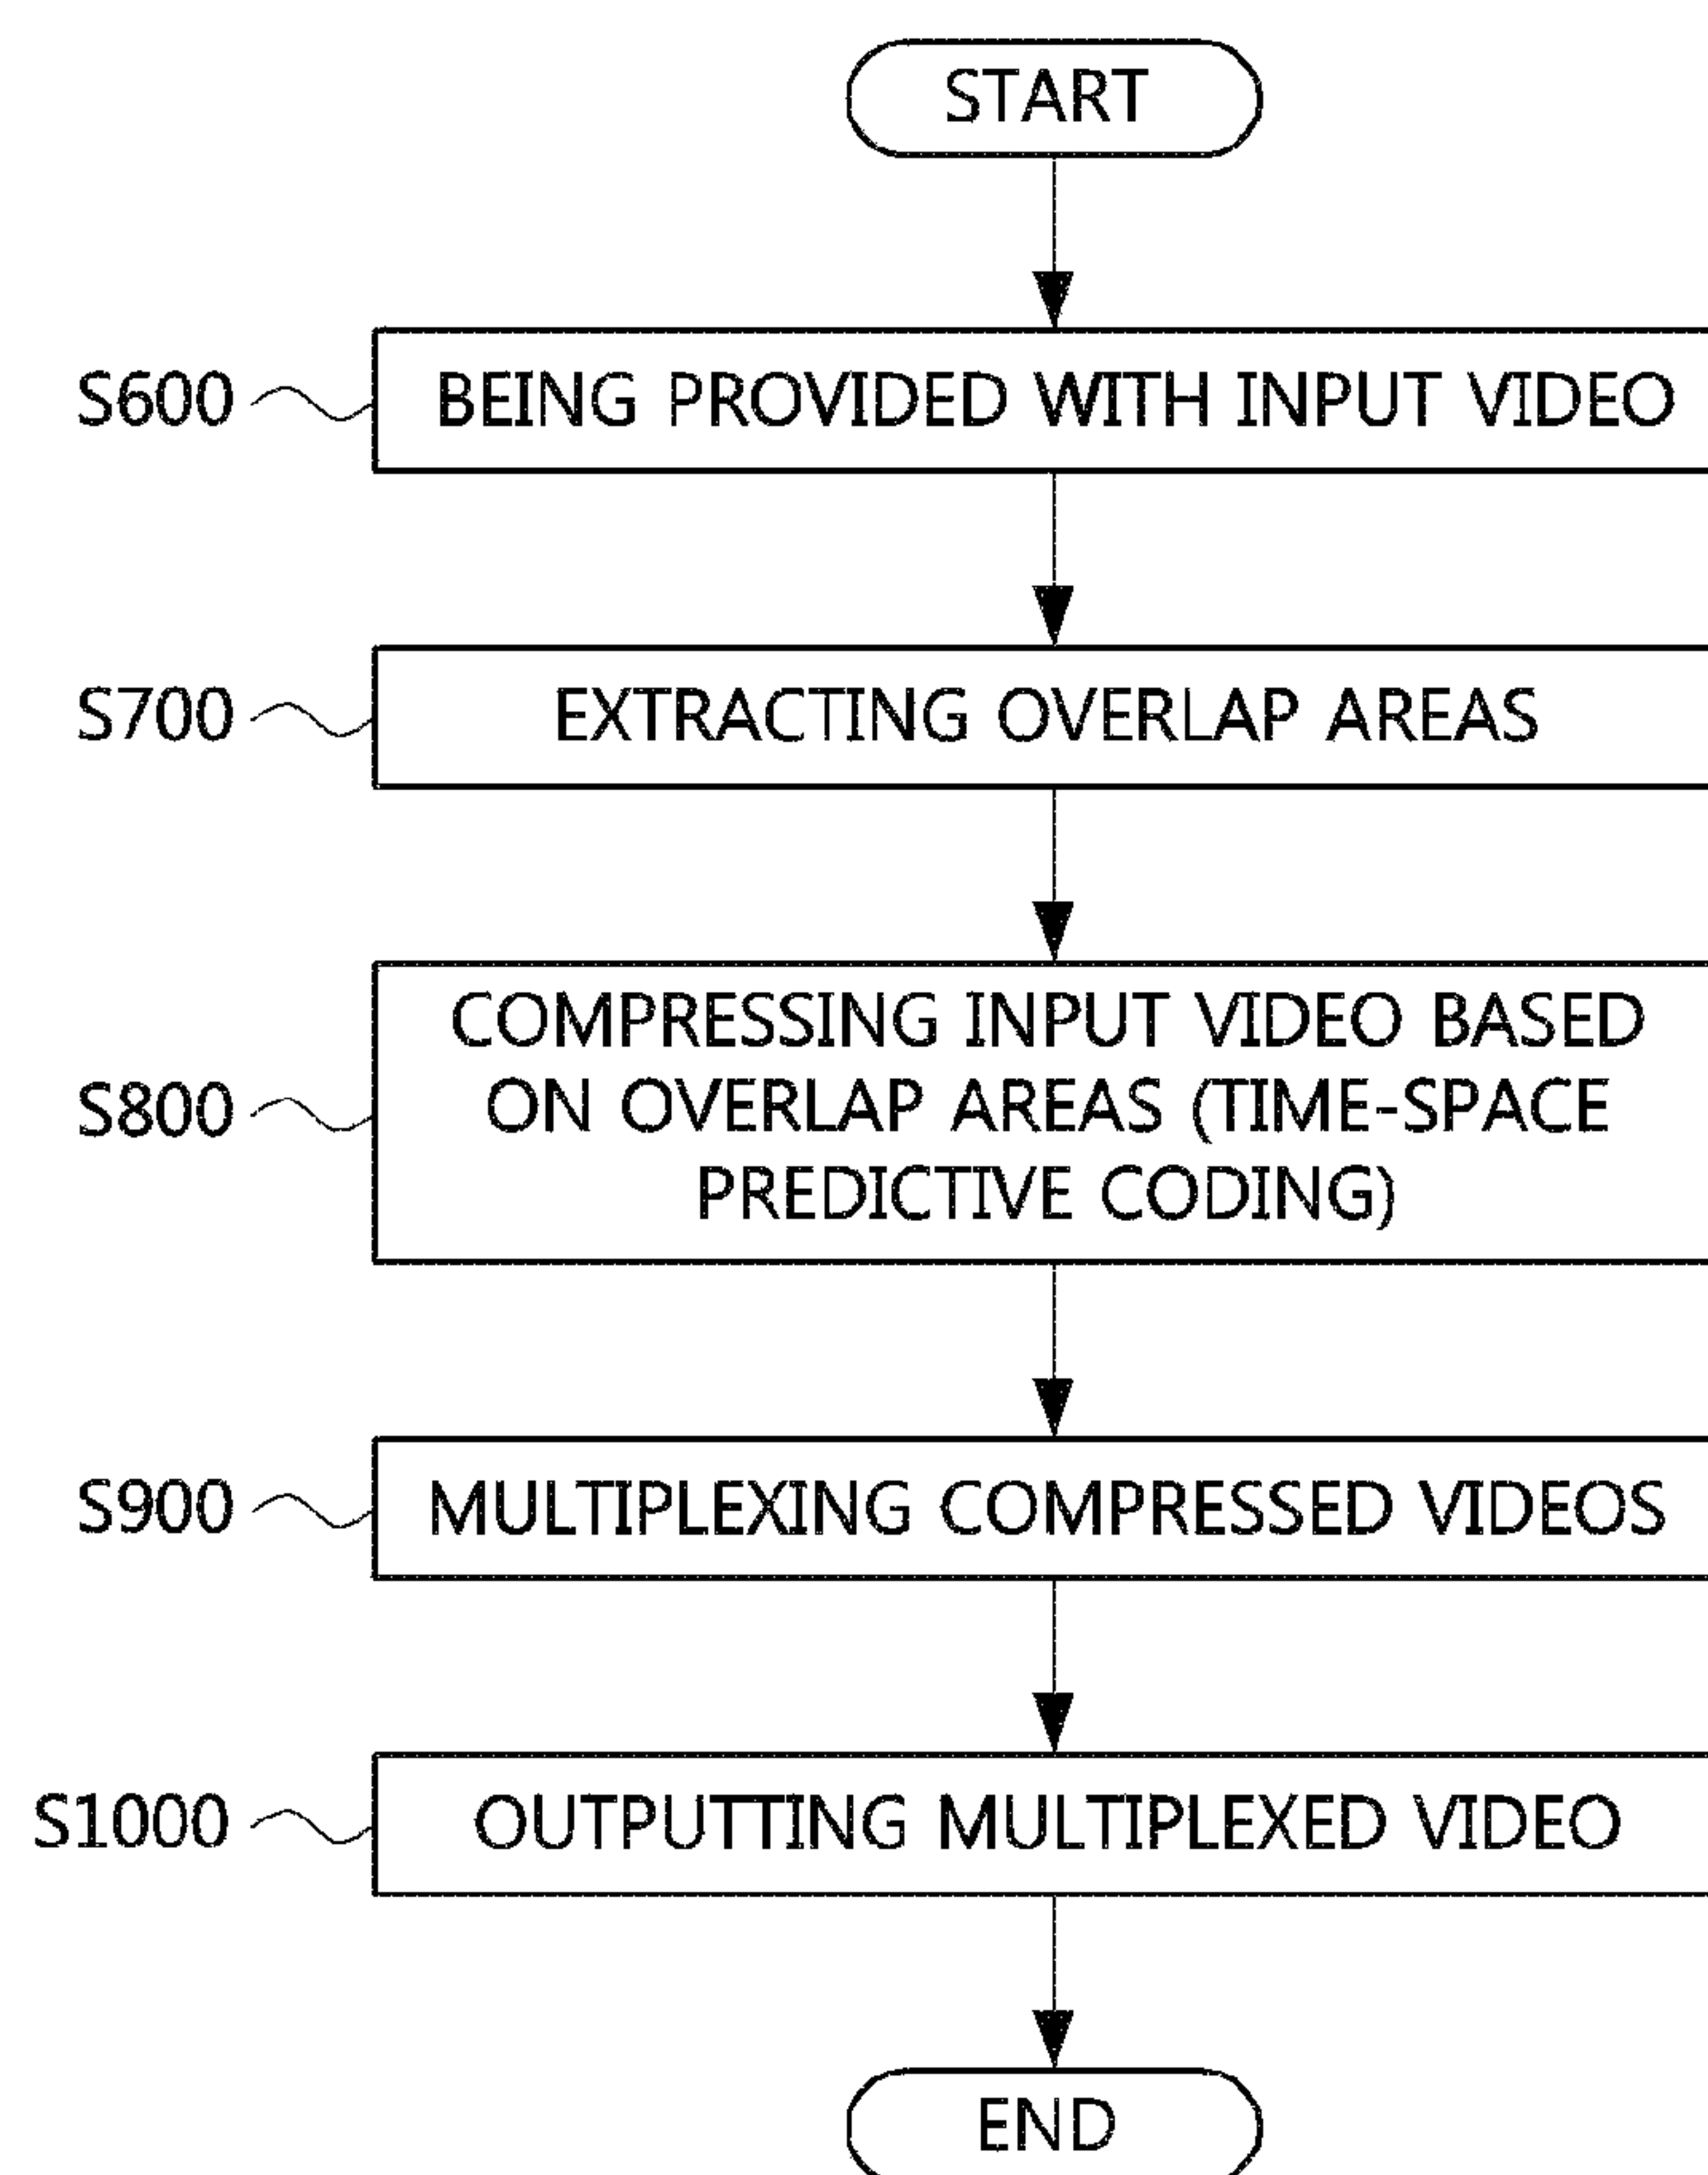 START
S600 BEING PROVIDED WITH INPUT VIDEO
S700 EXTRACTING OVERLAP AREAS
COMPRESSING INPUT VIDEO BASED
S800 ON OVERLAP AREAS (TIME-SPACE
PREDICTIVE CODING)
S900 MULTIPLEXING COMPRESSED VIDEOS
S1000 OUTPUTTING MULTIPLEXED VIDEO
END